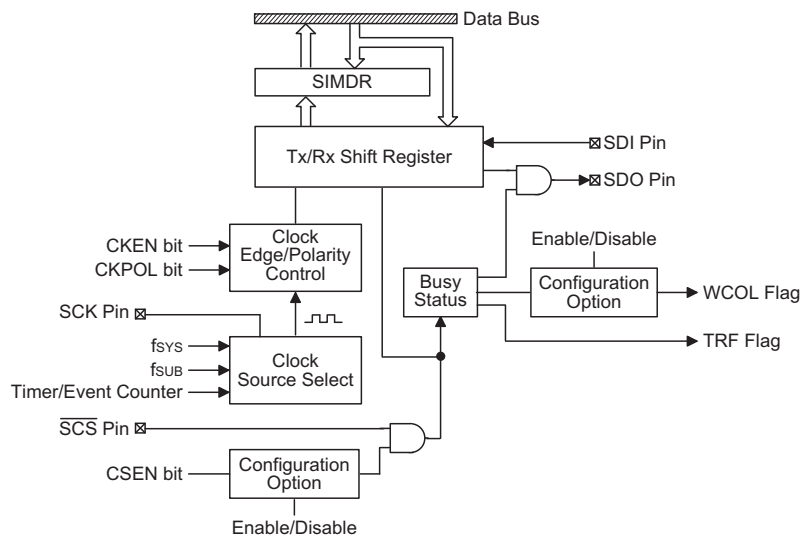 Data Bus
SIMDR
Tx/Rx Shift Register
SDI Pin
SDO Pin
CKEN bit
CKPOL bit
Clock
Edge/Polarity
Control
Enable/Disable
Busy
Status
Configuration
Option
WCOL Flag
TRF Flag
SCK Pin
fSYS
fSUB
Timer/Event Counter
Clock
Source Select
SCS Pin
CSEN bit
Configuration
Option
Enable/Disable